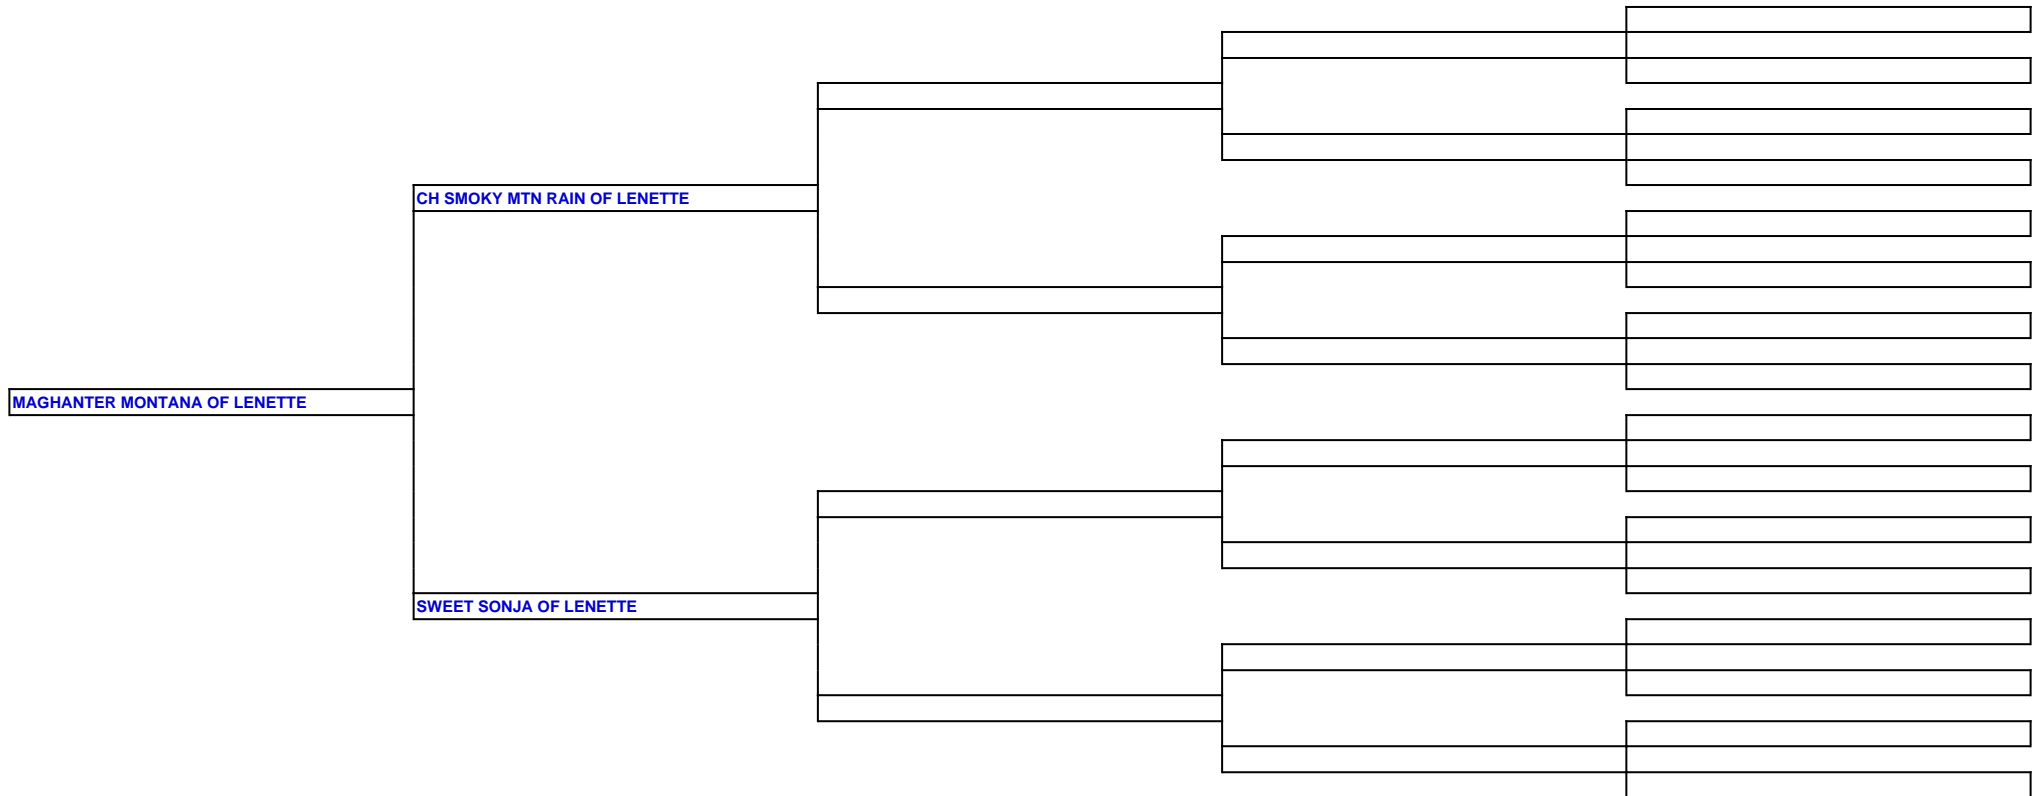 CH SMOKY MTN RAIN OF LENETTE
MAGHANTER MONTANA OF LENETTE
SWEET SONJA OF LENETTE